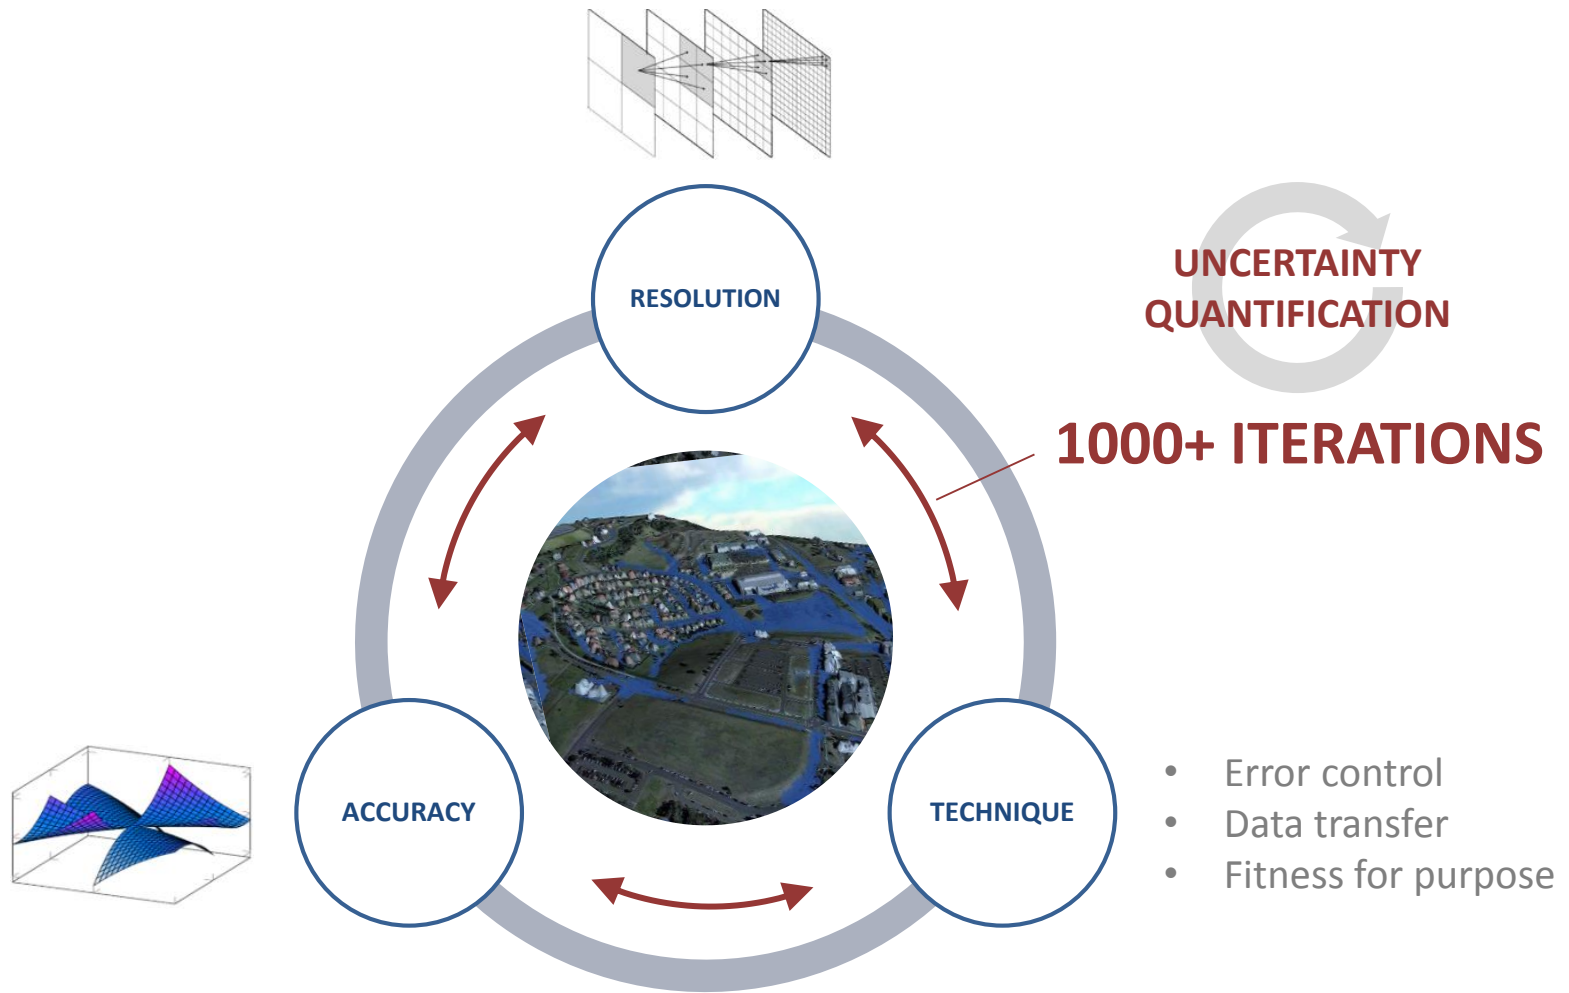 RESOLUTION
UNCERTAINTY
QUANTIFICATION
1000+ ITERATIONS
ACCURACY
TECHNIQUE
• Error control
• Data transfer
• Fitness for purpose